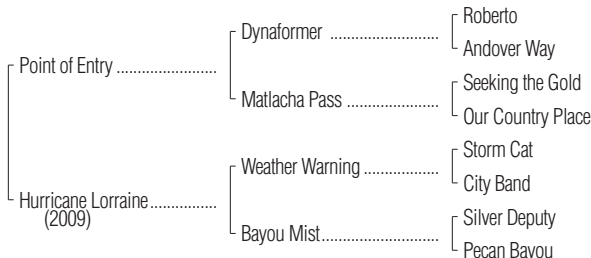 Roberto
Dynaformer ....................
Andover Way
Point of Entry ......................
Seeking the Gold
Matlacha Pass ..................
Our Country Place
Storm Cat
Weather Warning ...............
City Band
Hurricane Lorraine...............
(2009)
Silver Deputy
Bayou Mist........................
Pecan Bayou